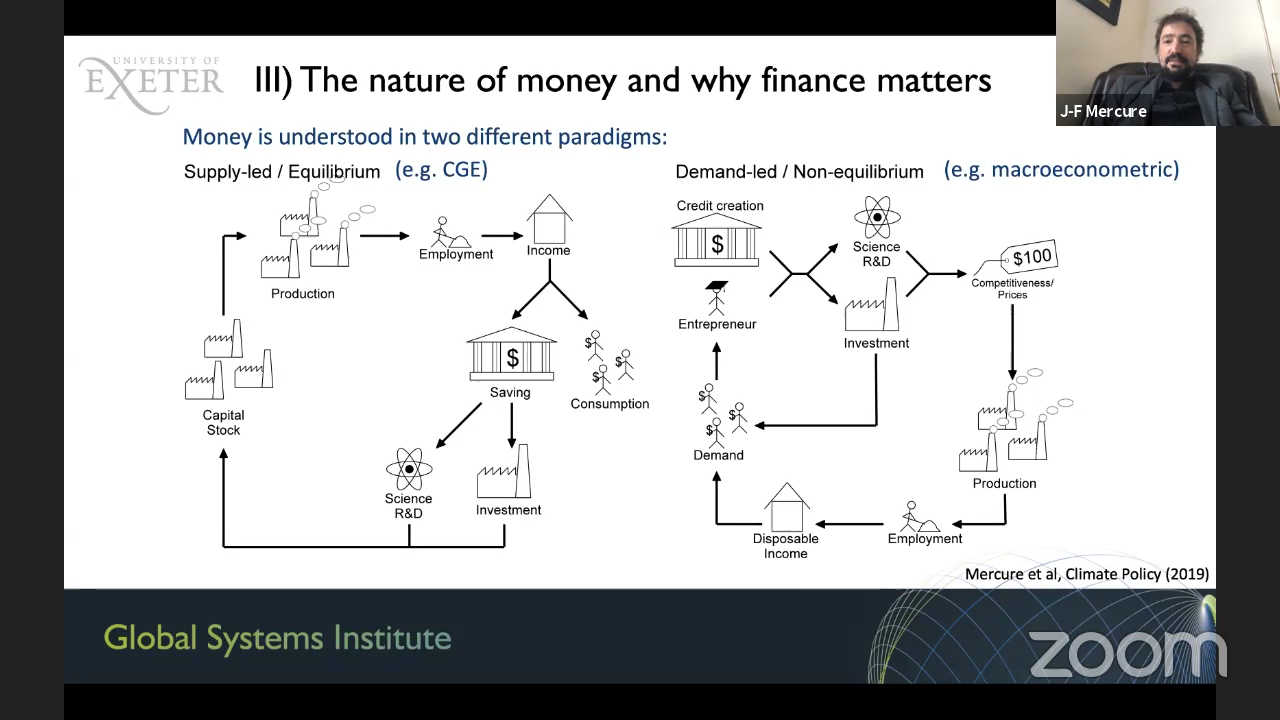 UNIVERSITY OF
EXETER
III) The nature of money and why finance matters
J-F Mercure
Money is understood in two different paradigms:
Supply-led / Equilibrium (e.g. CGE)
Production
Employment
Income
$
Saving
$
$
$
Consumption
Capital
Stock
Science
R&D
Investment
Demand-led / Non-equilibrium (e.g. macroeconometric)
Credit creation
$
Entrepreneur
Science
R&D
Investment
$100
Competitiveness/
Prices
$
$
$
Demand
Production
Disposable
Income
Employment
Mercure et al, Climate Policy (2019)
Global Systems Institute
zoom